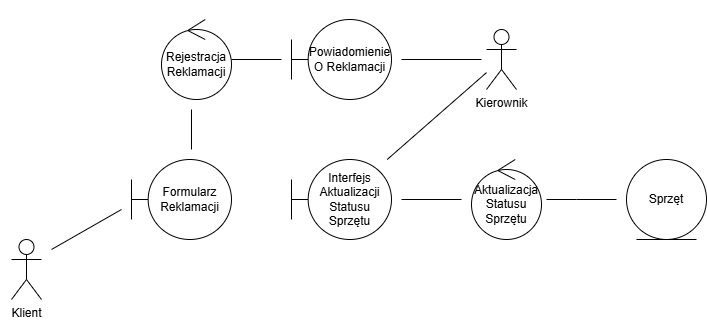 Rejestracja
Reklamacji
Powiadomienie
O Reklamacji
Kierownik
Formularz
Reklamacji
Interfejs
Aktualizacji
Statusu
Sprzętu
Aktualizacja
Statusu
Sprzętu
Sprzęt
Klient